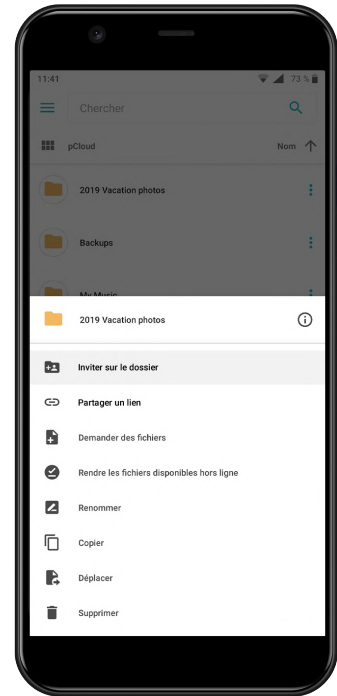 11:41
73 %
Chercher
pCloud
Nom
2019 Vacation photos
Backups
My Music
2019 Vacation photos
Inviter sur le dossier
Partager un lien
Demander des fichiers
Rendre les fichiers disponibles hors ligne
Renommer
Copier
Déplacer
Supprimer